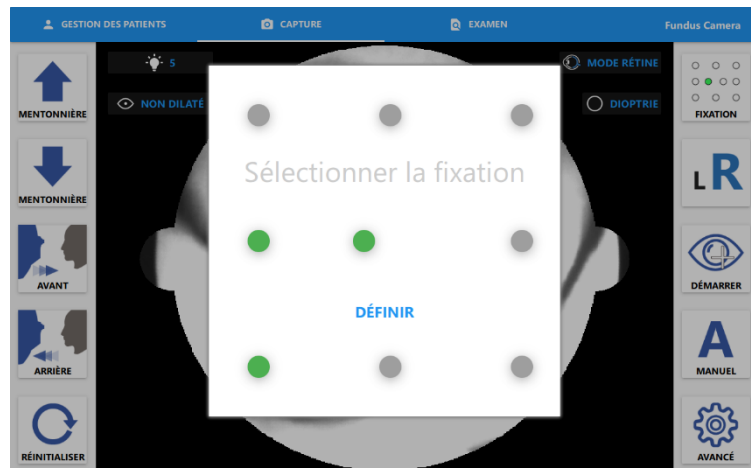 GESTION DES PATIENTS
CAPTURE
EXAMEN
Fundus Camera
5
MODE RÉTINE
NON DILATÉ
DIOPTRIE
MENTONNIÈRE
MENTONNIÈRE
AVANT
ARRIÈRE
RÉINITIALISER
Sélectionner la fixation
DÉFINIR
FIXATION
L R
DÉMARRER
A
MANUEL
AVANCÉ